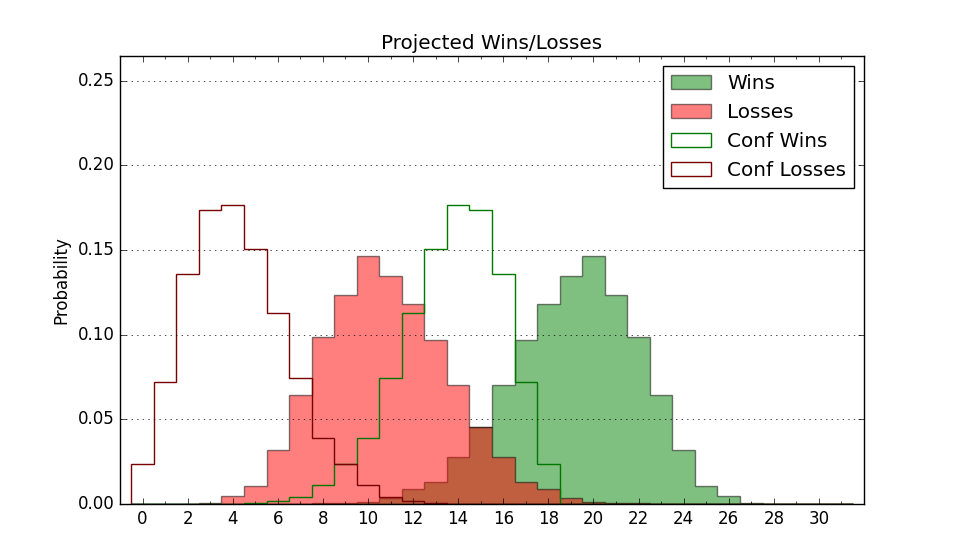 Projected Wins/Losses
0.25
0.20
0.15
0.10
0.05
0.00
Probability
Wins
Losses
Conf Wins
Conf Losses
0 2 4 6 8 10 12 14 16 18 20 22 24 26 28 30